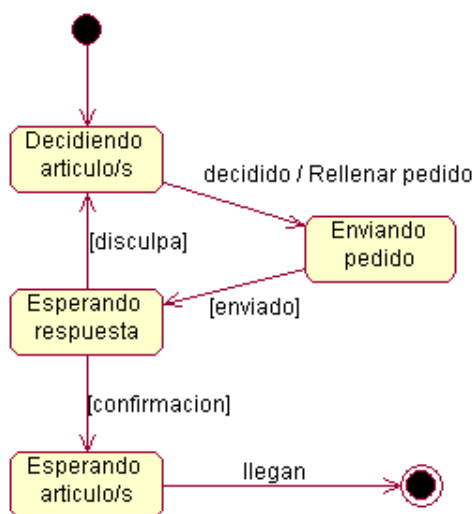 Decidiendo
articulo/s
decidido / Rellenar pedido
Enviando
pedido
[disculpa]
[enviado]
Esperando
respuesta
[confirmacion]
Esperando
articulo/s
llegan